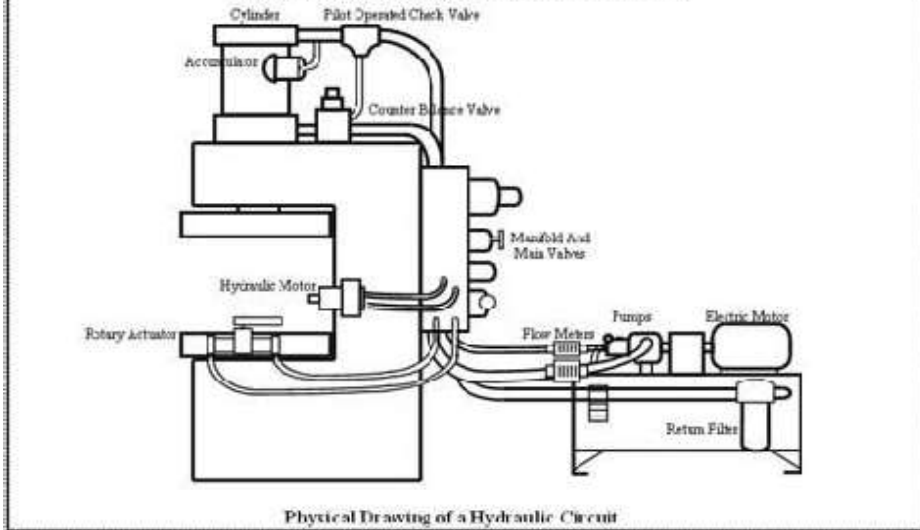 Cylinder
Pilot Operated Check Valve
Accumulator
Counter Balence Valve
Manifold And
Main Valves
Hydraulic Motor
Pumps
Electric Motor
Rotary Actuator
Flow Meters
Return Filter
Physical Drawing of a Hydraulic Circuit